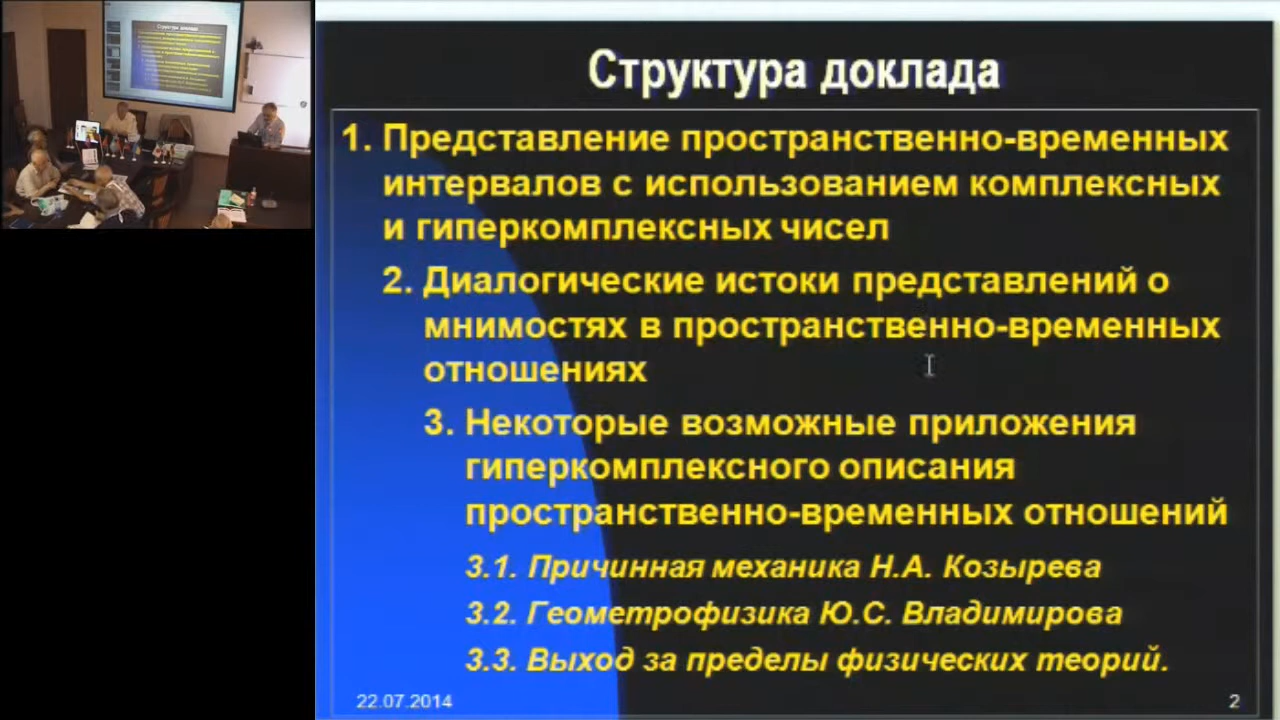 Структура доклада
1. Представление пространственно-временных
интервалов с использованием комплексных
и гиперкомплексных чисел
2. Диалогические истоки представлений о
мнимостях в пространственно-временных
отношениях
3. Некоторые возможные приложения
гиперкомплексного описания
пространственно-временных отношений
3.1. Причинная механика Н.А. Козырева
3.2. Геометрофизика Ю.С. Владимирова
3.3. Выход за пределы физических теорий.
22.07.2014
2